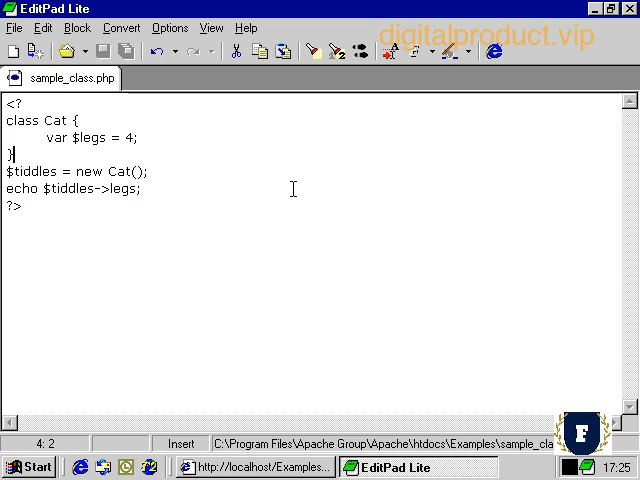 EditPad Lite
File Edit Block Convert Options View Help
digitalproduct.vip
sample_class.php
<?
class Cat {
var $legs = 4;
}
$tiddles = new Cat();
echo $tiddles->legs;
?>
F
4: 2 Insert C:\Program Files\Apache Group\Apache\htdocs\Examples\sample_cla
Start http://localhost/Examples... EditPad Lite 17:25